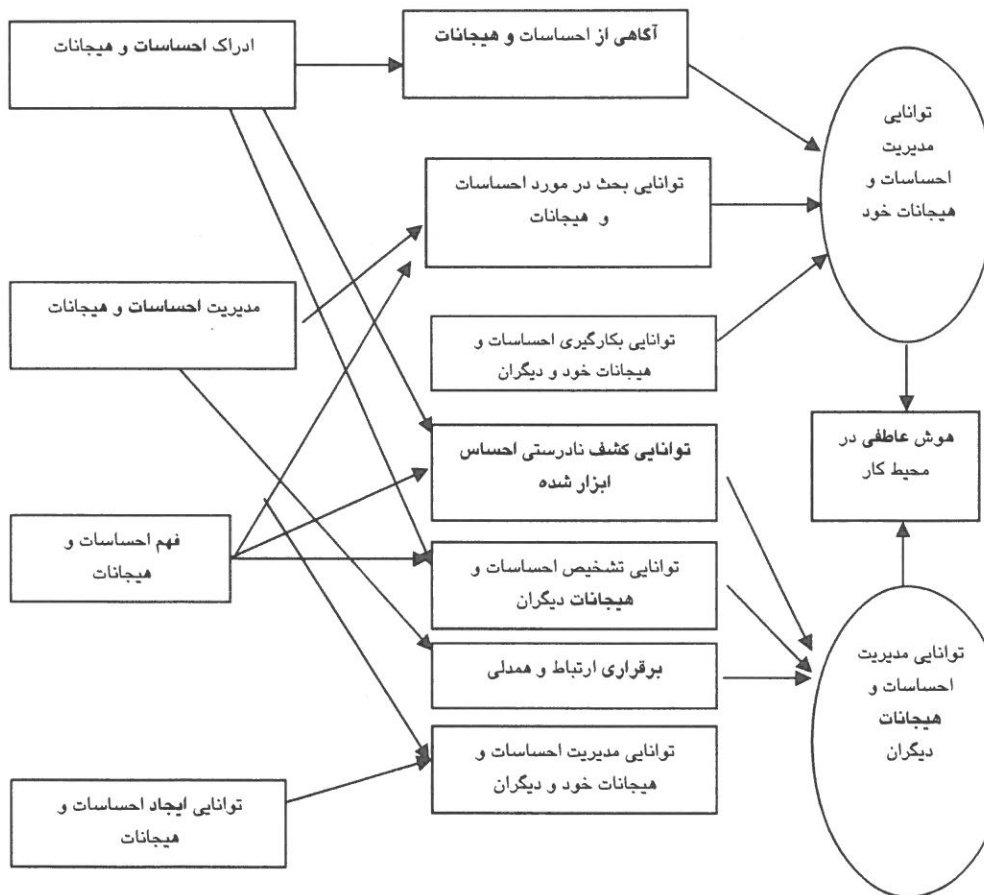 ادراک احساسات و هیجانات
مدیریت احساسات و هیجانات
فهم احساسات و
هیجانات
توانایی ایجاد احساسات و
هیجانات
آگاهی از احساسات و هیجانات
توانایی بحث در مورد احساسات
و هیجانات
توانایی بکارگیری احساسات و
هیجانات خود و دیگران
توانایی کشف نادرستی احساس
ابزار شده
توانایی تشخیص احساسات و
هیجانات دیگران
برقراری ارتباط و همدلی
توانایی مدیریت احساسات و
هیجانات خود و دیگران
توانایی
مدیریت
احساسات و
هیجانات خود
هوش عاطفی در
محیط کار
توانایی مدیریت
احساسات و
هیجانات
دیگران